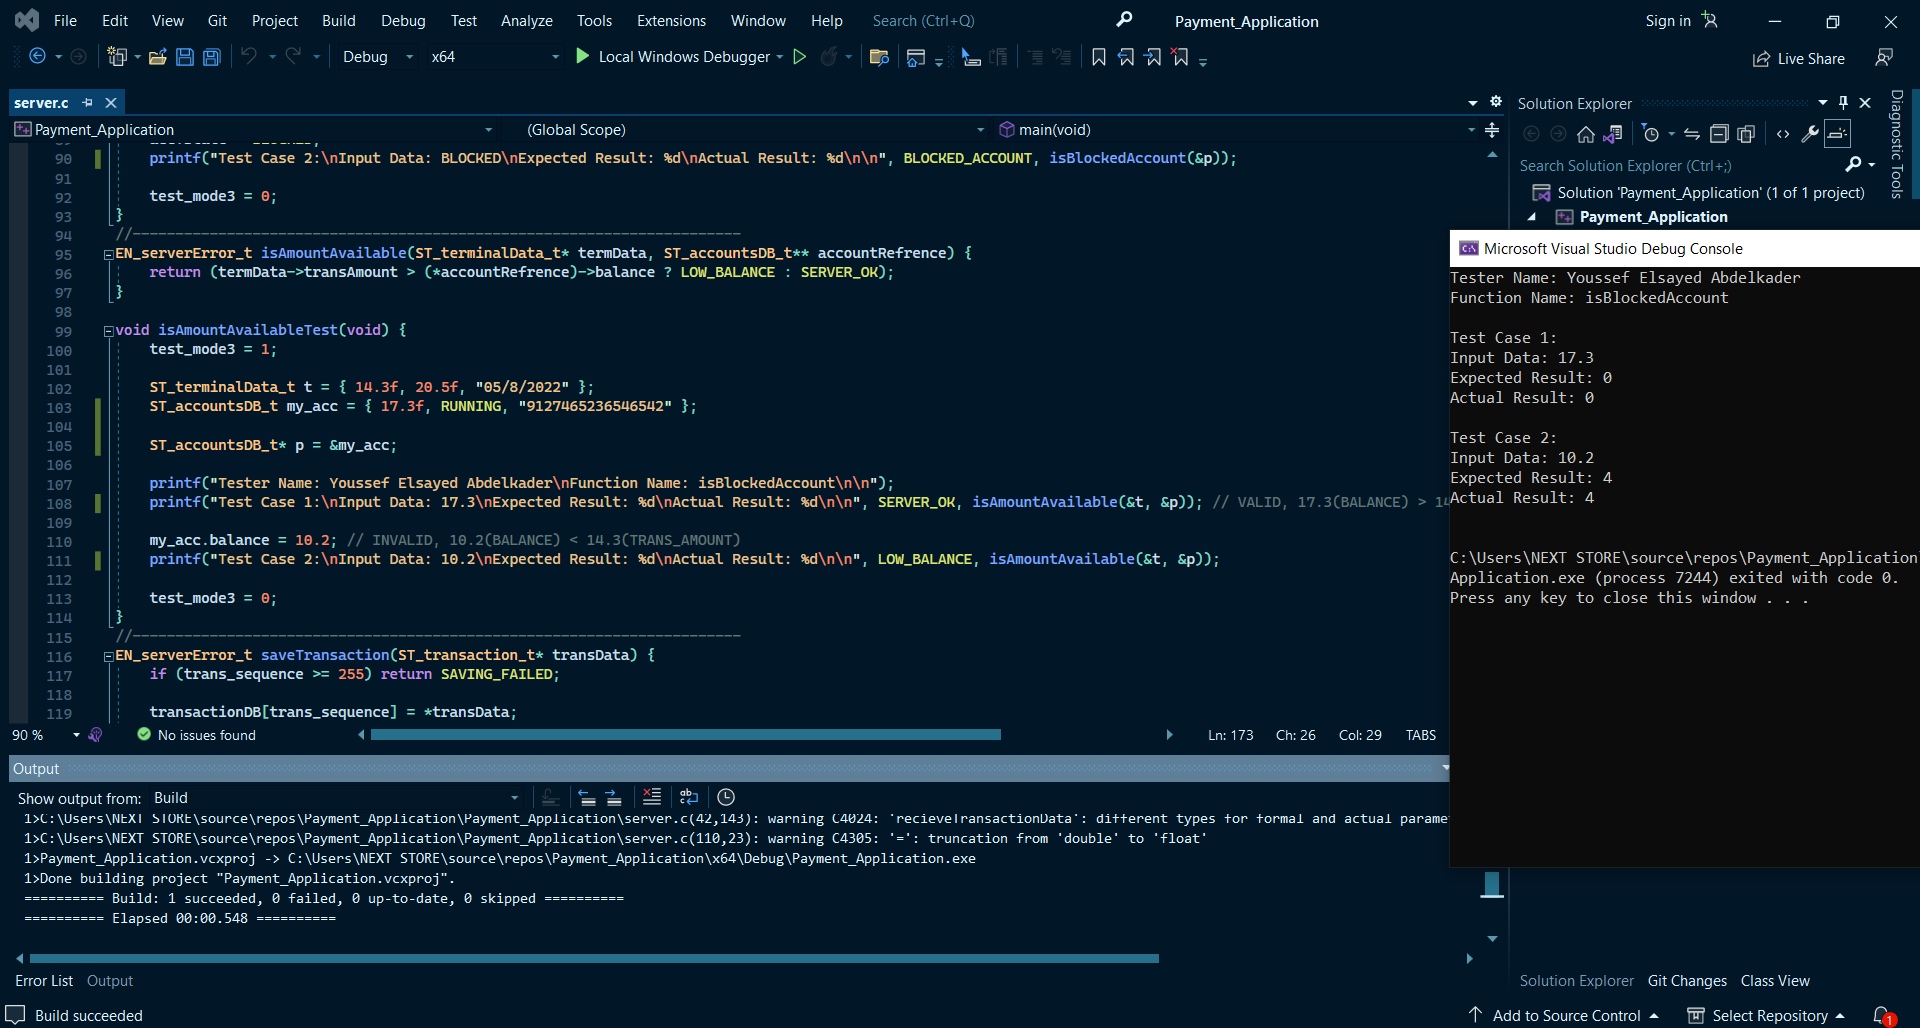 File Edit View Git Project Build Debug Test Analyze Tools Extensions Window Help Search (Ctrl+Q) Payment_Application Sign in
Debug x64 Local Windows Debugger Live Share
server.c
Payment_Application (Global Scope) main(void)
90 printf("Test Case 2:\nInput Data: BLOCKED\nExpected Result: %d\nActual Result: %d\n\n", BLOCKED_ACCOUNT, isBlockedAccount(&p));
91
92 test_mode3 = 0;
93 }
94 //-----------------------------------------------------------------------
95 EN_serverError_t isAmountAvailable(ST_terminalData_t* termData, ST_accountsDB_t** accountRefrence) {
96 return (termData->transAmount > (*accountRefrence)->balance ? LOW_BALANCE : SERVER_OK);
97 }
98
99 void isAmountAvailableTest(void) {
100 test_mode3 = 1;
101
102 ST_terminalData_t t = { 14.3f, 20.5f, "05/8/2022" };
103 ST_accountsDB_t my_acc = { 17.3f, RUNNING, "9127465236546542" };
104
105 ST_accountsDB_t* p = &my_acc;
106
107 printf("Tester Name: Youssef Elsayed Abdelkader\nFunction Name: isBlockedAccount\n\n");
108 printf("Test Case 1:\nInput Data: 17.3\nExpected Result: %d\nActual Result: %d\n\n", SERVER_OK, isAmountAvailable(&t, &p)); // VALID, 17.3(BALANCE) > 14
109
110 my_acc.balance = 10.2; // INVALID, 10.2(BALANCE) < 14.3(TRANS_AMOUNT)
111 printf("Test Case 2:\nInput Data: 10.2\nExpected Result: %d\nActual Result: %d\n\n", LOW_BALANCE, isAmountAvailable(&t, &p));
112
113 test_mode3 = 0;
114 }
115 //-----------------------------------------------------------------------
116 EN_serverError_t saveTransaction(ST_transaction_t* transData) {
117 if (trans_sequence >= 255) return SAVING_FAILED;
118
119 transactionDB[trans_sequence] = *transData;
90 % No issues found Ln: 173 Ch: 26 Col: 29 TABS
Output
Show output from: Build
1>C:\Users\NEXT STORE\source\repos\Payment_Application\Payment_Application\server.c(42,143): warning C4024: 'recieveTransactionData': different types for formal and actual parame
1>C:\Users\NEXT STORE\source\repos\Payment_Application\Payment_Application\server.c(110,23): warning C4305: '=': truncation from 'double' to 'float'
1>Payment_Application.vcxproj -> C:\Users\NEXT STORE\source\repos\Payment_Application\x64\Debug\Payment_Application.exe
1>Done building project "Payment_Application.vcxproj".
========== Build: 1 succeeded, 0 failed, 0 up-to-date, 0 skipped ==========
========== Elapsed 00:00.548 ==========
Error List Output
Build succeeded
Solution Explorer
Search Solution Explorer (Ctrl+;)
Solution 'Payment_Application' (1 of 1 project)
Payment_Application
Diagnostic Tools
Microsoft Visual Studio Debug Console
Tester Name: Youssef Elsayed Abdelkader
Function Name: isBlockedAccount
Test Case 1:
Input Data: 17.3
Expected Result: 0
Actual Result: 0
Test Case 2:
Input Data: 10.2
Expected Result: 4
Actual Result: 4
C:\Users\NEXT STORE\source\repos\Payment_Application
Application.exe (process 7244) exited with code 0.
Press any key to close this window . . .
Solution Explorer Git Changes Class View
Add to Source Control Select Repository 1